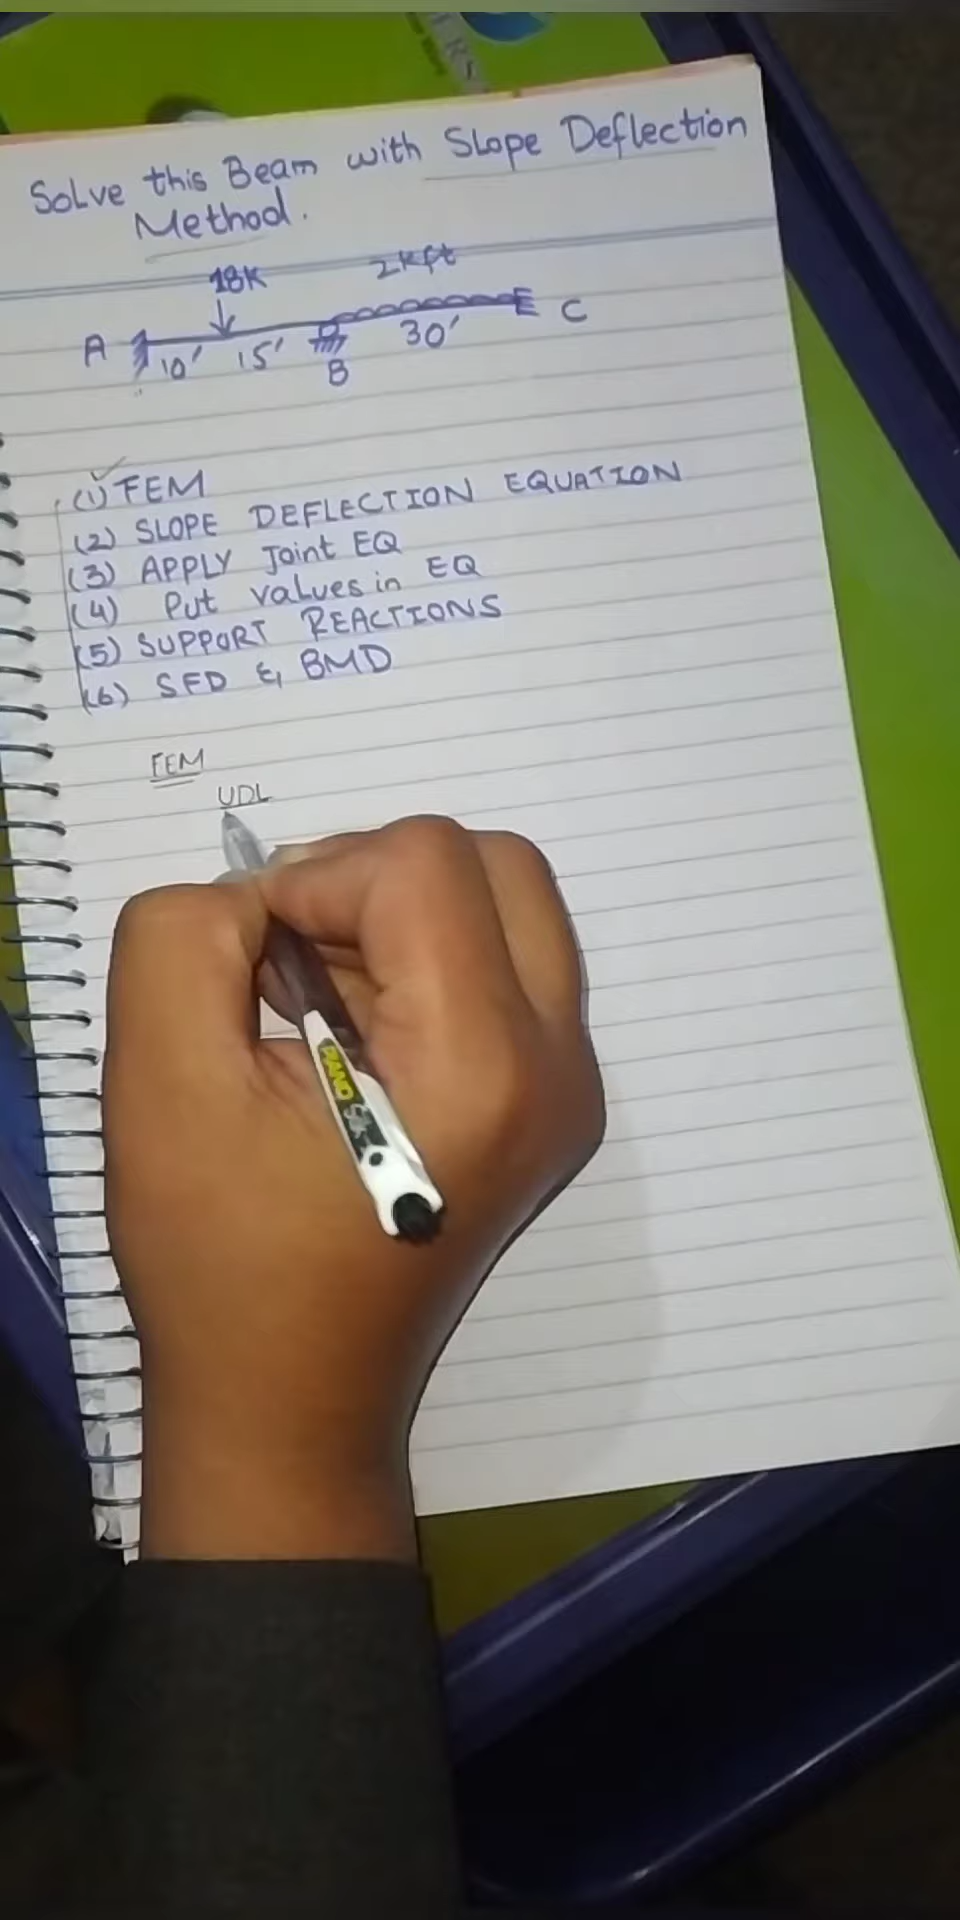 Solve this Beam with Slope Deflection
Method.
18K 2kft
A 10' 15' B 30' C
(1) FEM
(2) SLOPE DEFLECTION EQUATION
(3) APPLY Joint EQ
(4) Put values in EQ
(5) SUPPORT REACTIONS
(6) SFD & BMD
FEM
UDL